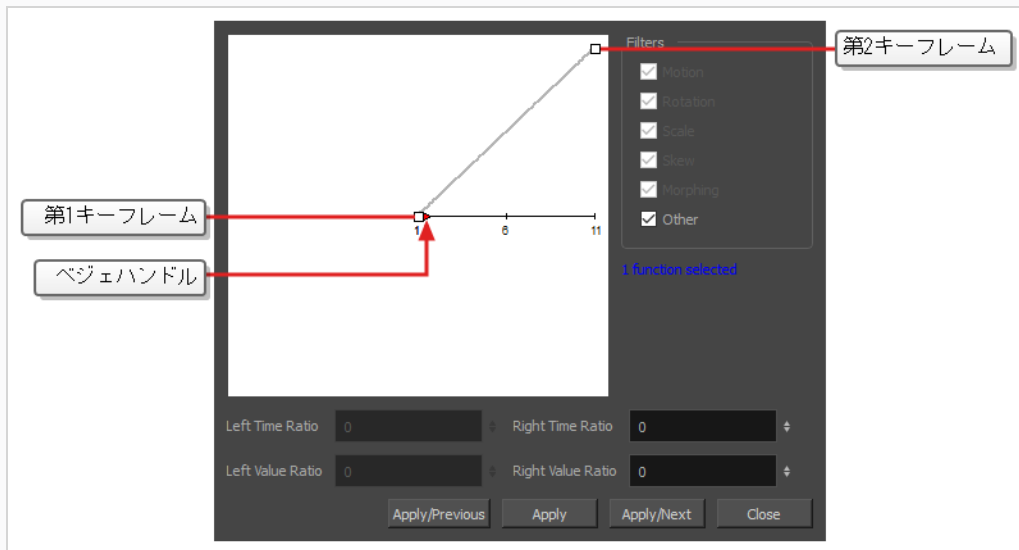 Filters
第2キーフレーム
Motion
Rotation
Scale
Skew
Morphing
Other
第1キーフレーム
1
6
11
ベジェハンドル
1 function selected
Left Time Ratio
0
Right Time Ratio
0
Left Value Ratio
0
Right Value Ratio
0
Apply/Previous
Apply
Apply/Next
Close